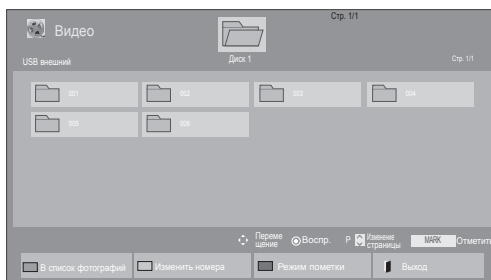 Стр. 1/1
Видео
USB внешний
Диск 1
Стр. 1/1
001 002 003 004
005 006
Переме
щение
Воспр.
P Изменение
страницы
MARK Отметить
В список фотографий
Изменить номера
Режим пометки
Выход